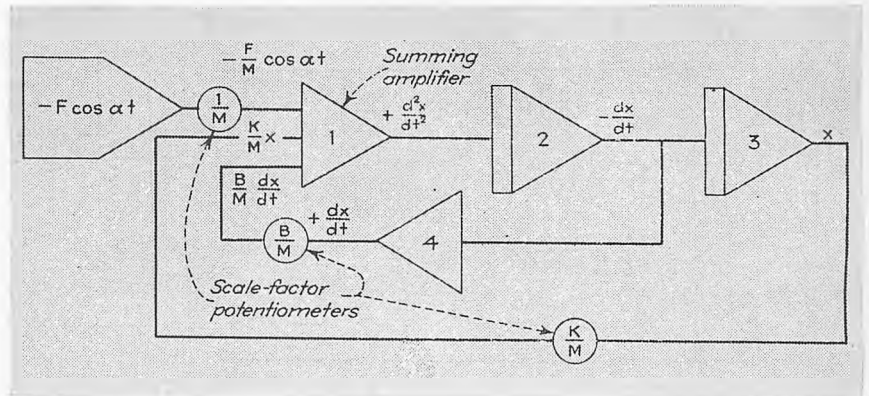 −F cos αt
1/M
−F/M cos αt
Summing amplifier
K/M x
1
+ d²x/dt²
2
−dx/dt
3
x
B/M dx/dt
B/M
+ dx/dt
4
Scale-factor potentiometers
K/M